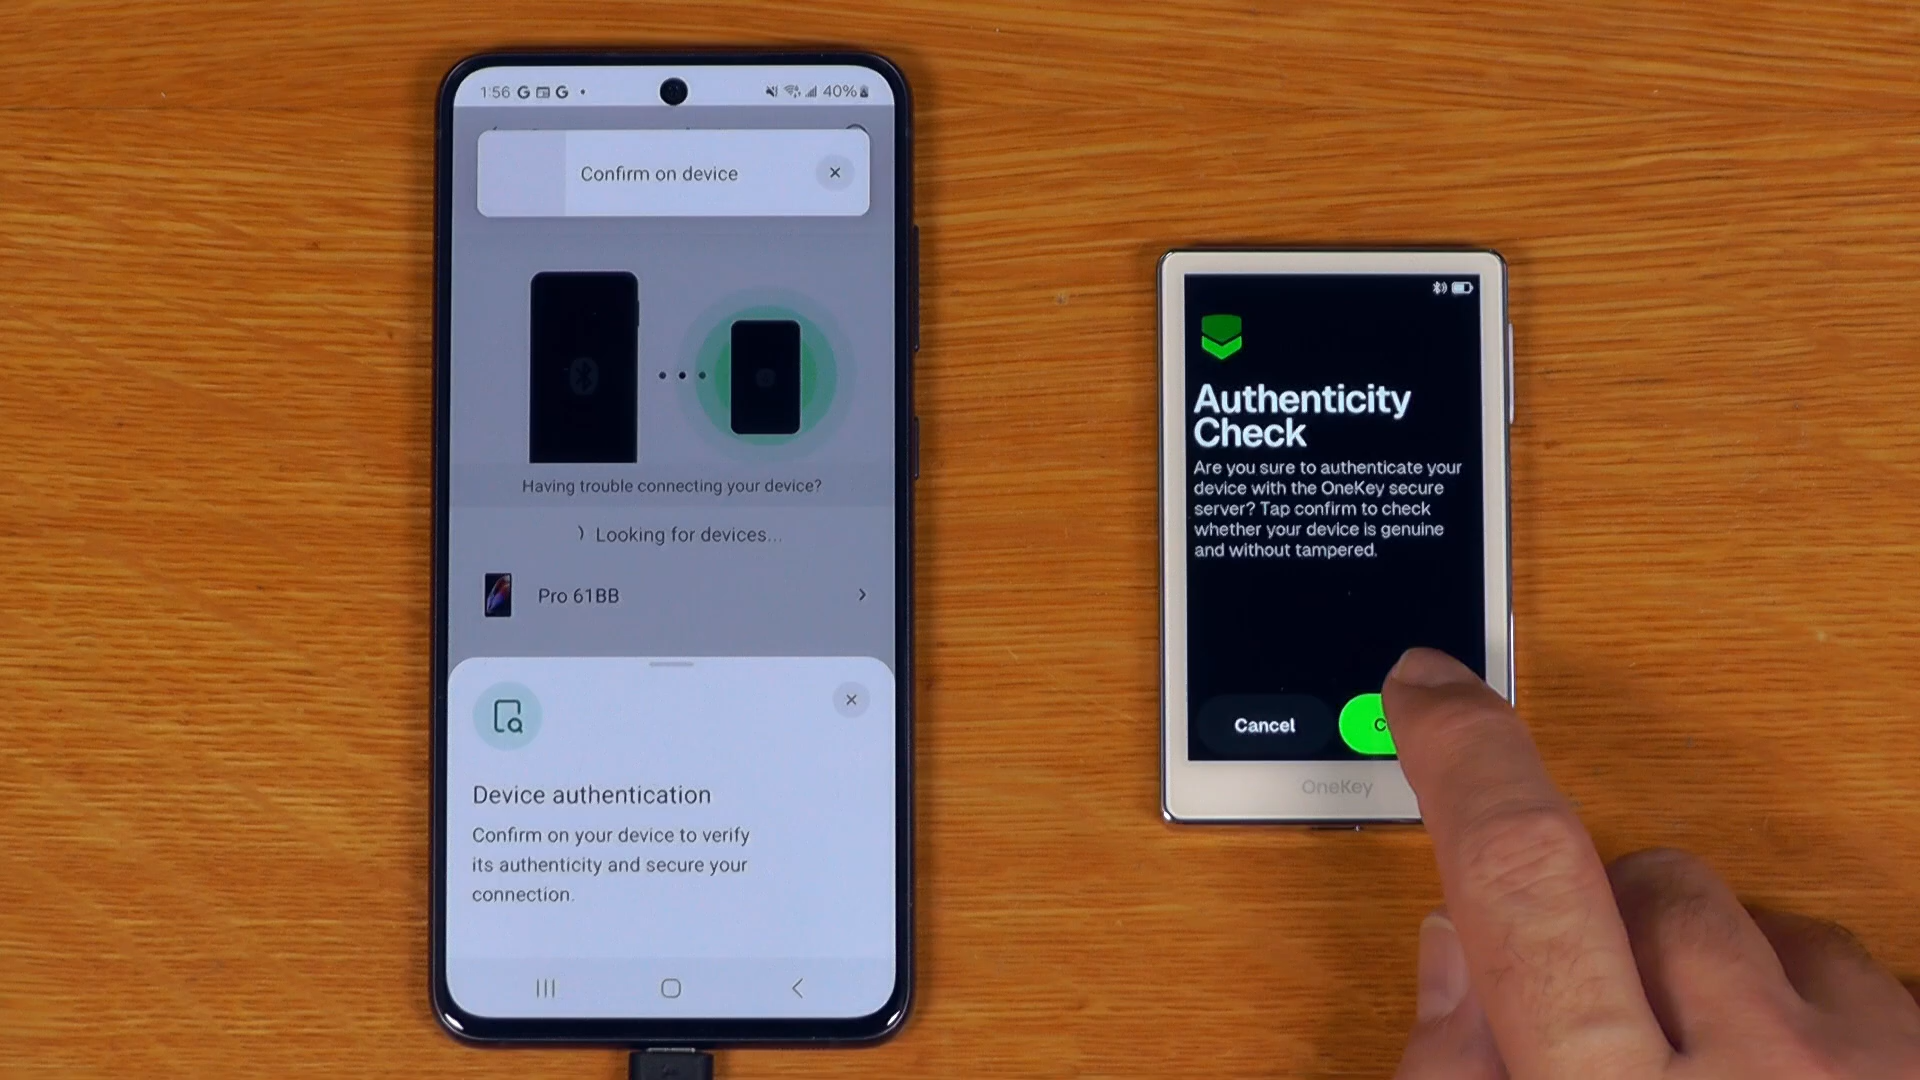 1:56
40%
Confirm on device
Having trouble connecting your device?
Looking for devices...
Pro 61BB
Device authentication
Confirm on your device to verify
its authenticity and secure your
connection.
Authenticity
Check
Are you sure to authenticate your
device with the OneKey secure
server? Tap confirm to check
whether your device is genuine
and without tampered.
Cancel
OneKey